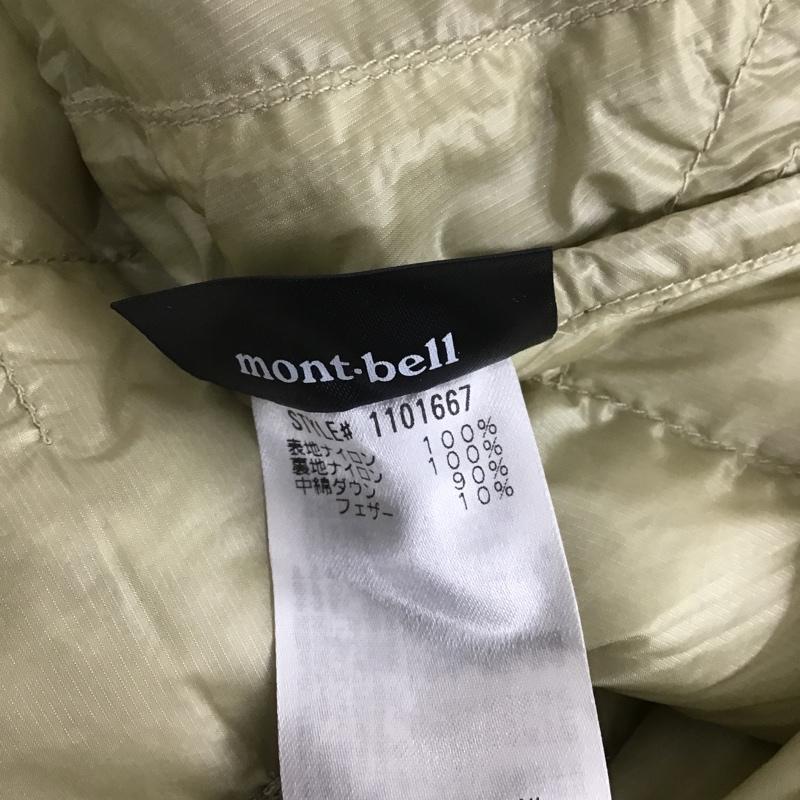 mont-bell
STYLE# 1101667
表地ナイロン 100%
裏地ナイロン 100%
中綿ダウン 90%
フェザー 10%